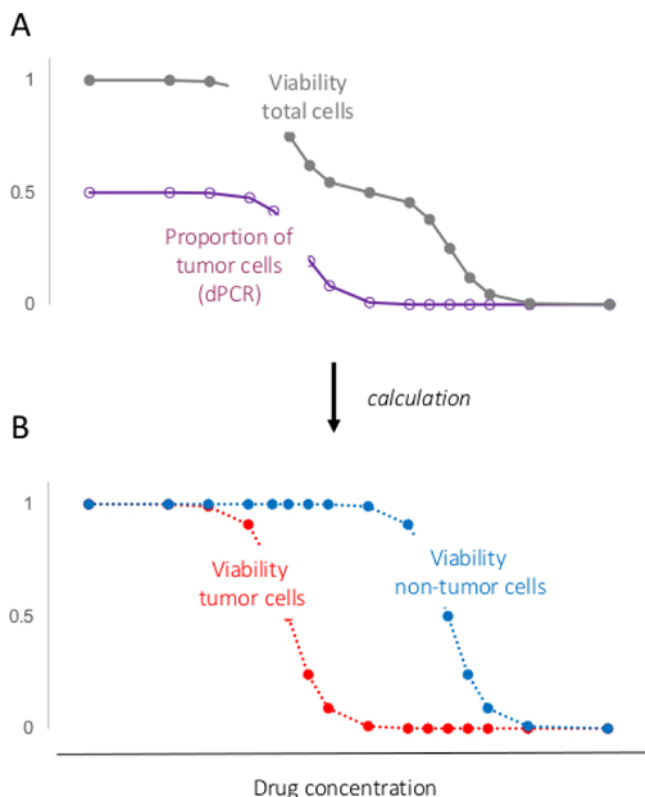 A
1
Viability
total cells
0.5
Proportion of
tumor cells
(dPCR)
0
calculation
B
1
Viability
tumor cells
Viability
non-tumor cells
0.5
0
Drug concentration